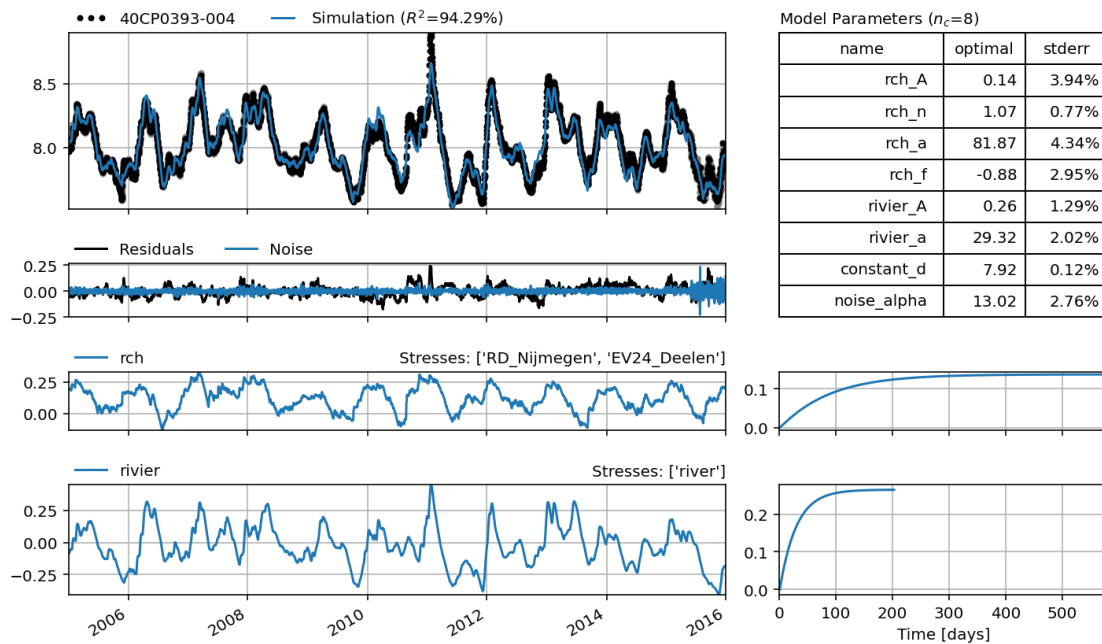 40CP0393-004 Simulation (R²=94.29%)
8.5
8.0
Residuals Noise
0.25
0.00
−0.25
rch Stresses: ['RD_Nijmegen', 'EV24_Deelen']
0.25
0.00
rivier Stresses: ['river']
0.25
0.00
−0.25
2006 2008 2010 2012 2014 2016
Model Parameters (n_c=8)
name optimal stderr
rch_A 0.14 3.94%
rch_n 1.07 0.77%
rch_a 81.87 4.34%
rch_f -0.88 2.95%
rivier_A 0.26 1.29%
rivier_a 29.32 2.02%
constant_d 7.92 0.12%
noise_alpha 13.02 2.76%
0.1
0.0
0.2
0.1
0.0
0 100 200 300 400 500
Time [days]